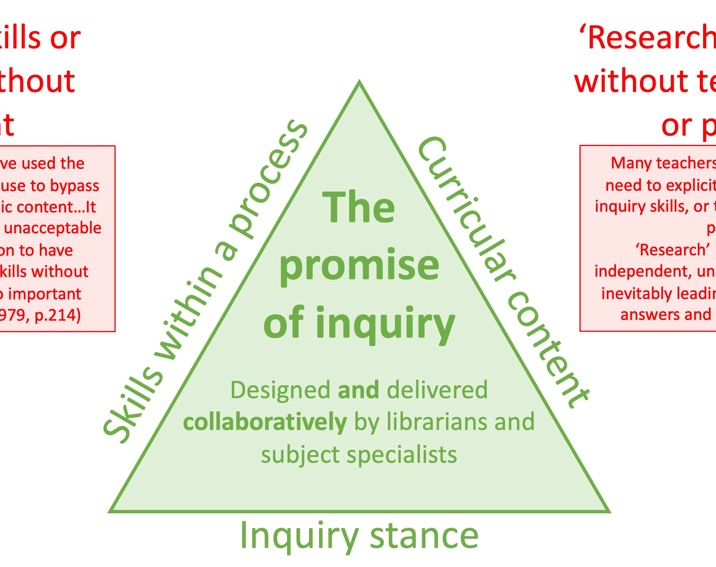 ills or
thout
t
ve used the
use to bypass
ic content…It
unacceptable
on to have
kills without
o important
979, p.214)
Skills within a process
The
promise
of inquiry
Designed and delivered
collaboratively by librarians and
subject specialists
Curricular content
Inquiry stance
‘Research
without te
or p
Many teachers
need to explicit
inquiry skills, or t
p
‘Research’
independent, un
inevitably leadin
answers and